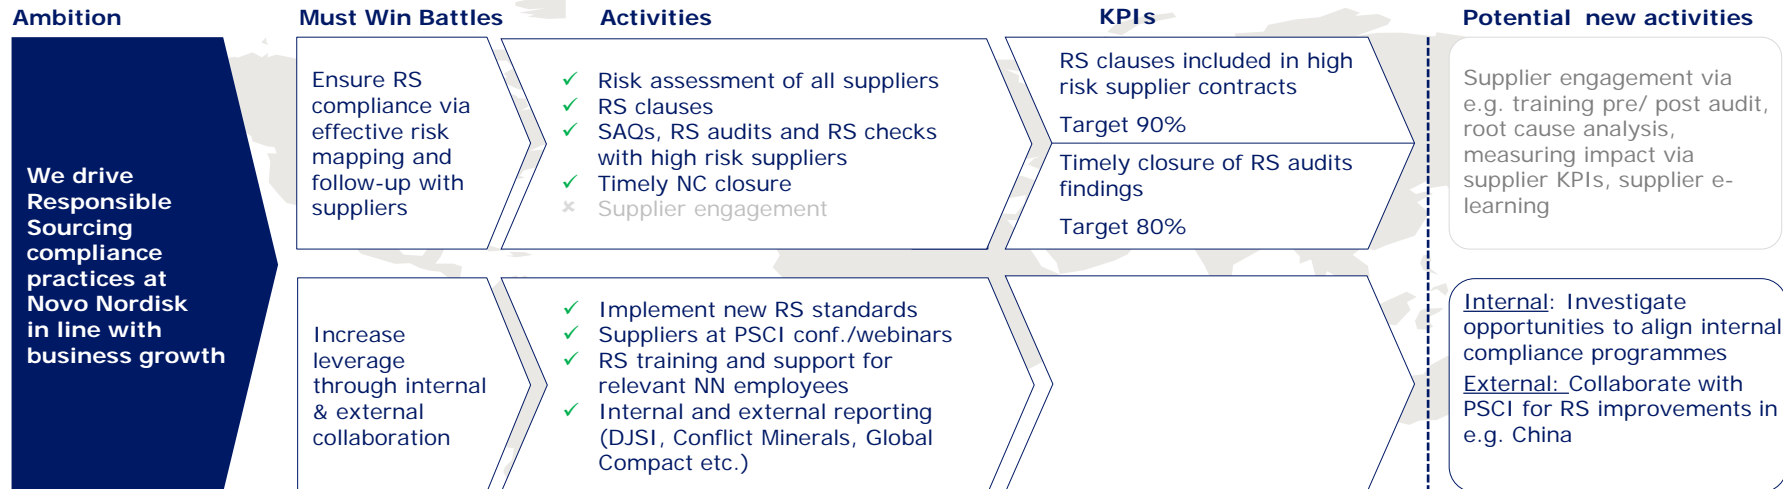 Ambition
Must Win Battles
Activities
KPIs
Potential new activities
We drive
Responsible
Sourcing
compliance
practices at
Novo Nordisk
in line with
business growth
Ensure RS
compliance via
effective risk
mapping and
follow-up with
suppliers
✓ Risk assessment of all suppliers
✓ RS clauses
✓ SAQs, RS audits and RS checks
with high risk suppliers
✓ Timely NC closure
× Supplier engagement
RS clauses included in high
risk supplier contracts
Target 90%
Timely closure of RS audits
findings
Target 80%
Supplier engagement via
e.g. training pre/ post audit,
root cause analysis,
measuring impact via
supplier KPIs, supplier e-
learning
Increase
leverage
through internal
& external
collaboration
✓ Implement new RS standards
✓ Suppliers at PSCI conf./webinars
✓ RS training and support for
relevant NN employees
✓ Internal and external reporting
(DJSI, Conflict Minerals, Global
Compact etc.)
Internal: Investigate
opportunities to align internal
compliance programmes
External: Collaborate with
PSCI for RS improvements in
e.g. China